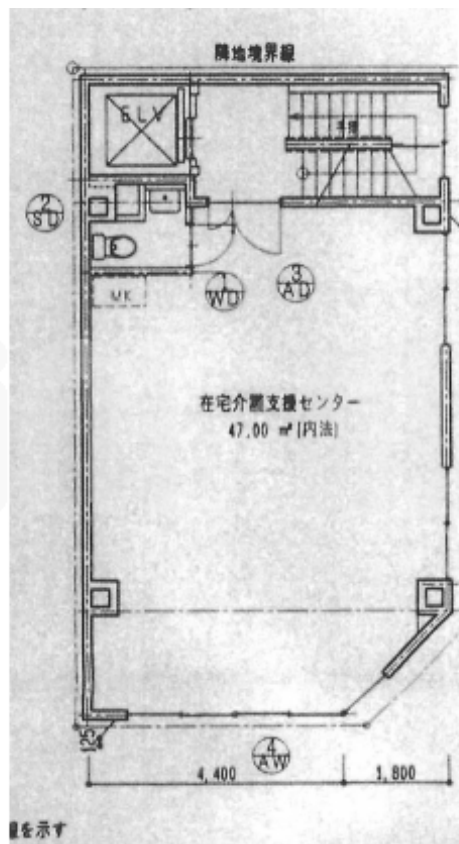 隣地境界線
ELV
手摺
2
SD
1
WD
3
AD
MK
在宅介護支援センター
47.00 ㎡(内法)
125
4
AW
4,400
1,800
を示す